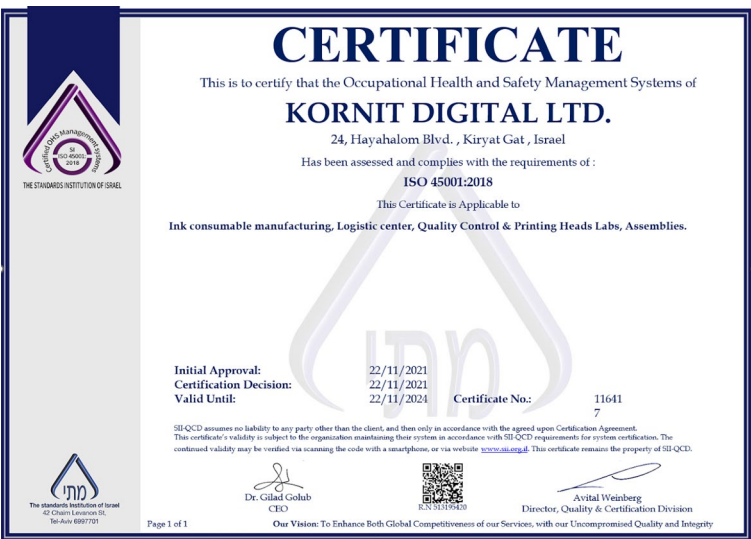 CERTIFICATE
This is to certify that the Occupational Health and Safety Management Systems of
KORNIT DIGITAL LTD.
24, Hayahalom Blvd. , Kiryat Gat , Israel
Has been assessed and complies with the requirements of :
ISO 45001:2018
This Certificate is Applicable to
Ink consumable manufacturing, Logistic center, Quality Control & Printing Heads Labs, Assemblies.
Certified OHS Management systems
SI
ISO 45001:
2018
THE STANDARDS INSTITUTION OF ISRAEL
מתי
Initial Approval: 22/11/2021
Certification Decision: 22/11/2021
Valid Until: 22/11/2024 Certificate No.: 11641
7
SII-QCD assumes no liability to any party other than the client, and then only in accordance with the agreed upon Certification Agreement.
This certificate's validity is subject to the organization maintaining their system in accordance with SII-QCD requirements for system certification. The
continued validity may be verified via scanning the code with a smartphone, or via website www.sii.org.il. This certificate remains the property of SII-QCD.
מתי
The standards Institution of Israel
42 Chaim Levanon St,
Tel-Aviv 6997701
Dr. Gilad Golub
CEO
R.N 513195420
Avital Weinberg
Director, Quality & Certification Division
Page 1 of 1
Our Vision: To Enhance Both Global Competitiveness of our Services, with our Uncompromised Quality and Integrity